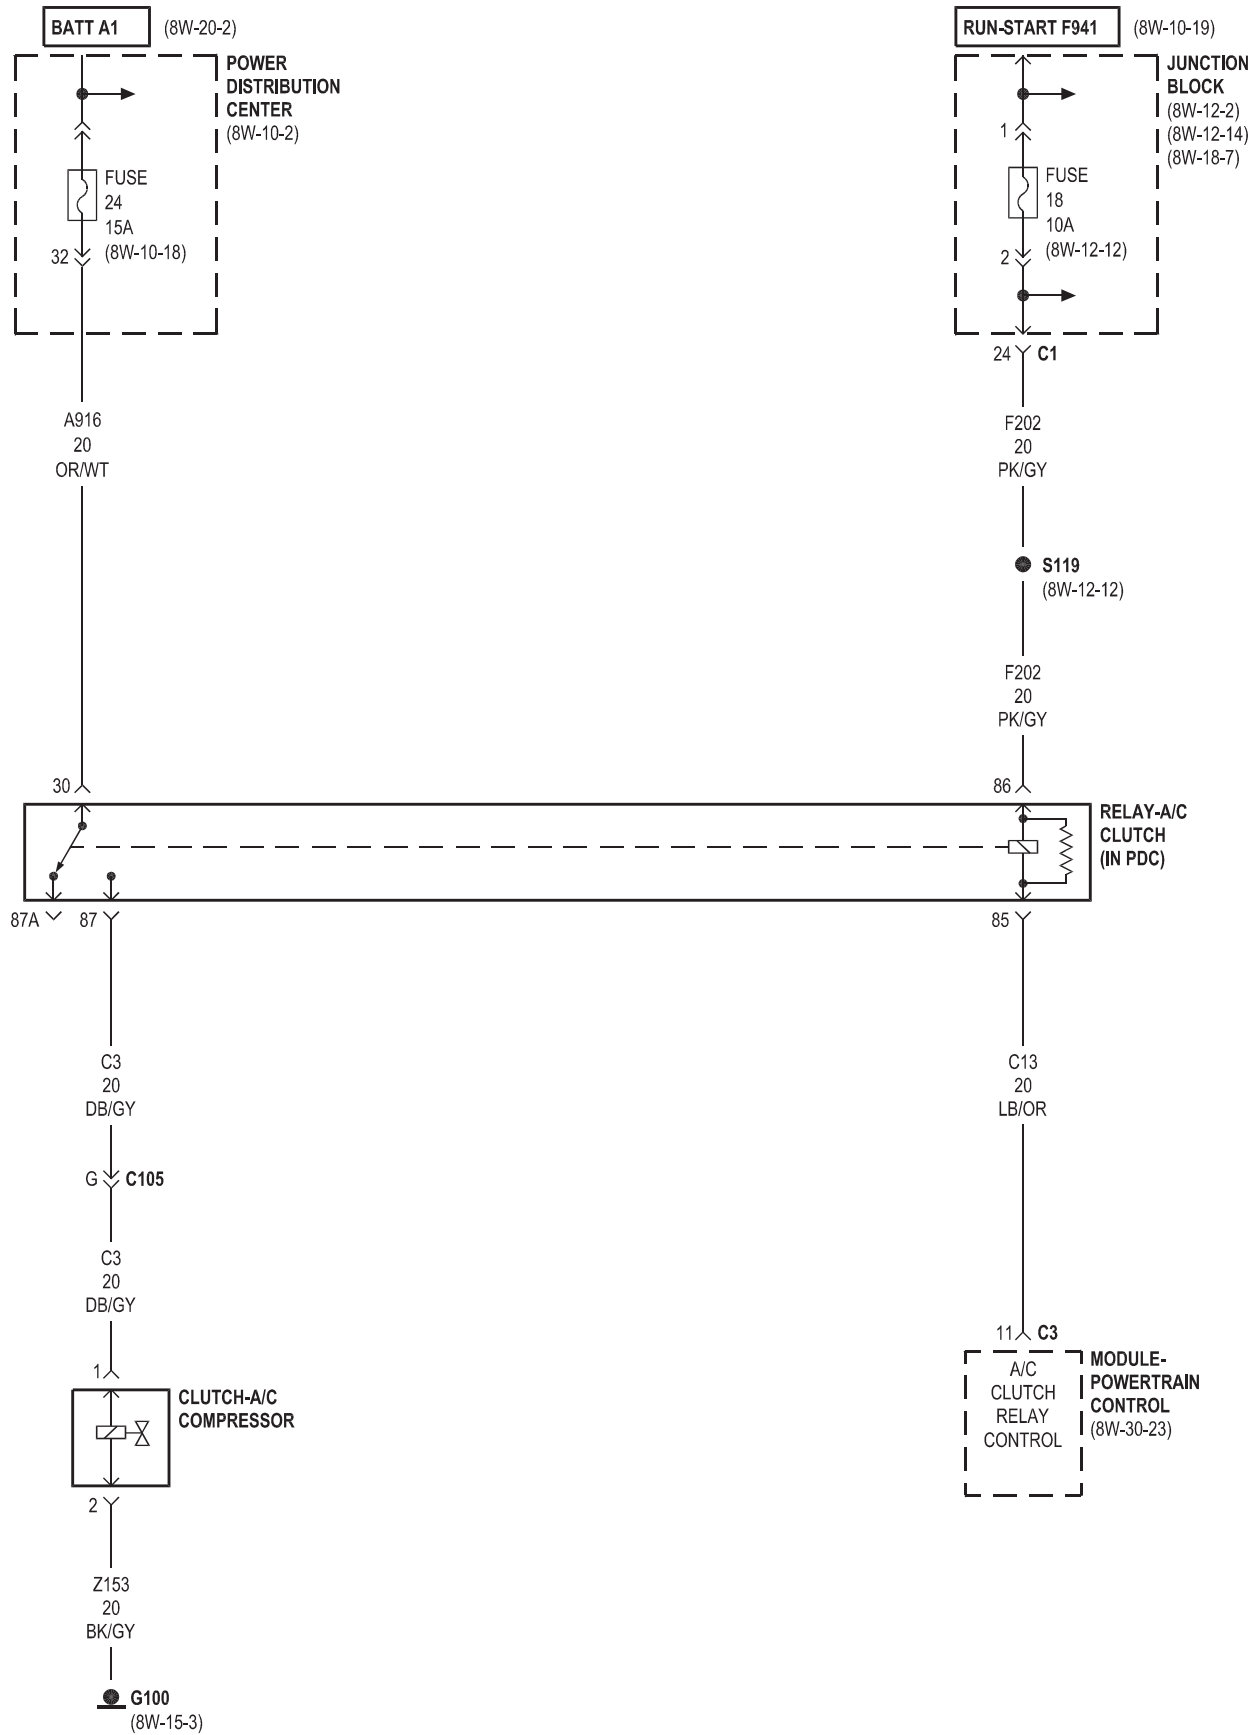 BATT A1 (8W-20-2)
POWER
DISTRIBUTION
CENTER
(8W-10-2)
FUSE
24
15A
(8W-10-18)
32
RUN-START F941 (8W-10-19)
JUNCTION
BLOCK
(8W-12-2)
(8W-12-14)
(8W-18-7)
1
FUSE
18
10A
(8W-12-12)
2
24 C1
A916
20
OR/WT
F202
20
PK/GY
S119
(8W-12-12)
F202
20
PK/GY
30
86
RELAY-A/C
CLUTCH
(IN PDC)
87A 87
85
C3
20
DB/GY
C13
20
LB/OR
G C105
C3
20
DB/GY
1
CLUTCH-A/C
COMPRESSOR
2
11 C3
A/C
CLUTCH
RELAY
CONTROL
MODULE-
POWERTRAIN
CONTROL
(8W-30-23)
Z153
20
BK/GY
G100
(8W-15-3)